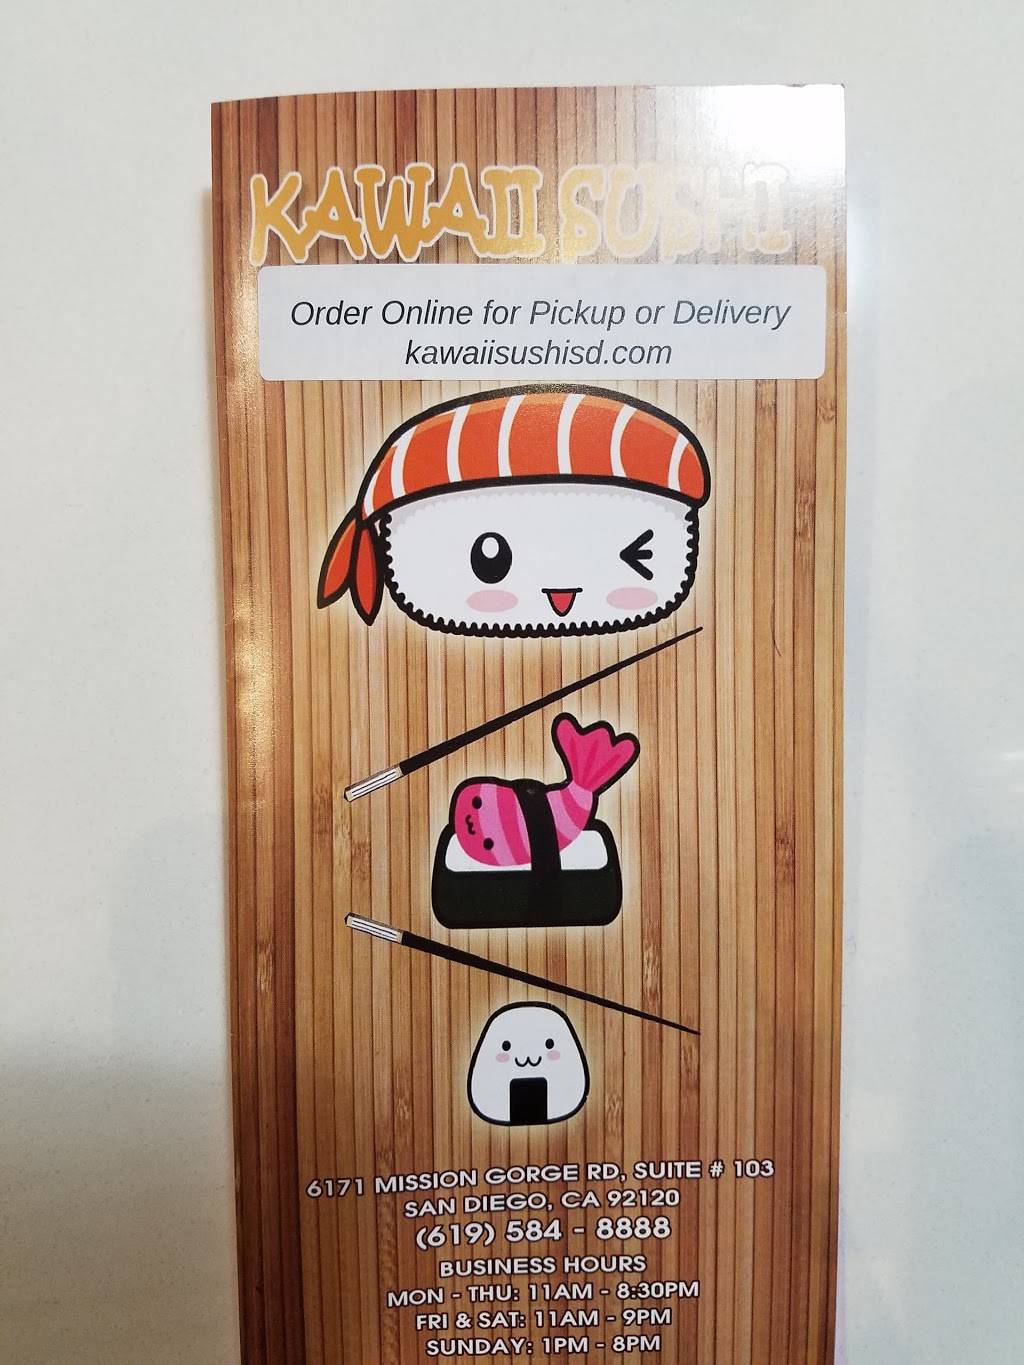 KAWAII SUSHI
Order Online for Pickup or Delivery
kawaiisushisd.com
6171 MISSION GORGE RD, SUITE # 103
SAN DIEGO, CA 92120
(619) 584 - 8888
BUSINESS HOURS
MON - THU: 11AM - 8:30PM
FRI & SAT: 11AM - 9PM
SUNDAY: 1PM - 8PM